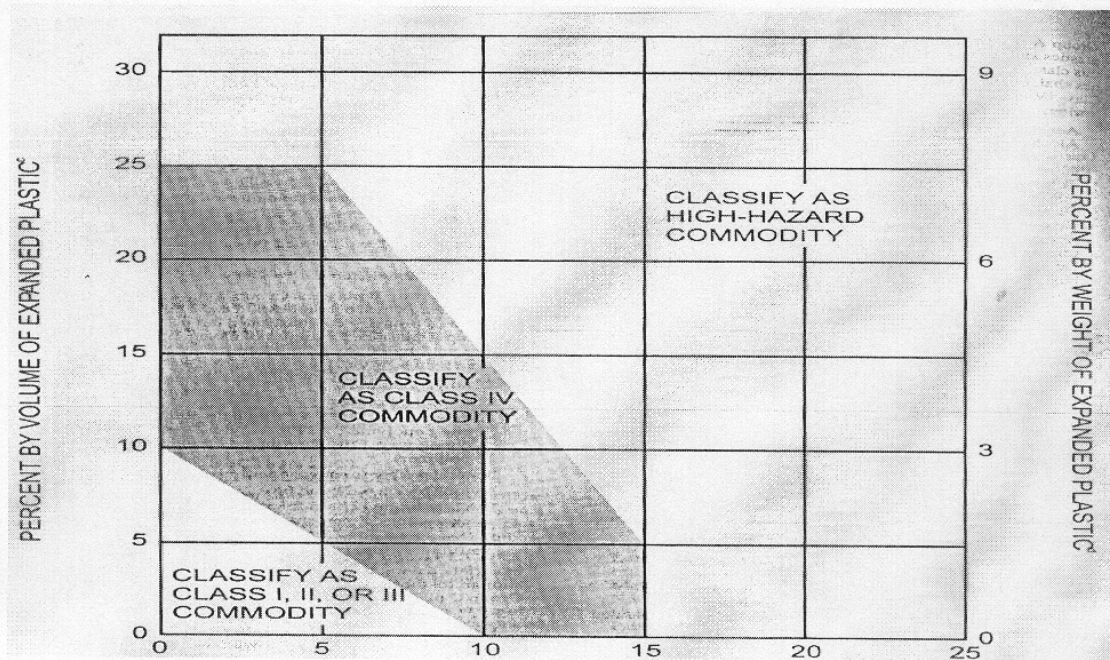 30
25
20
15
10
5
0
PERCENT BY VOLUME OF EXPANDED PLASTIC
CLASSIFY AS
HIGH-HAZARD
COMMODITY
CLASSIFY
AS CLASS IV
COMMODITY
CLASSIFY AS
CLASS I, II, OR III
COMMODITY
9
6
3
0
PERCENT BY WEIGHT OF EXPANDED PLASTIC
0 5 10 15 20 25